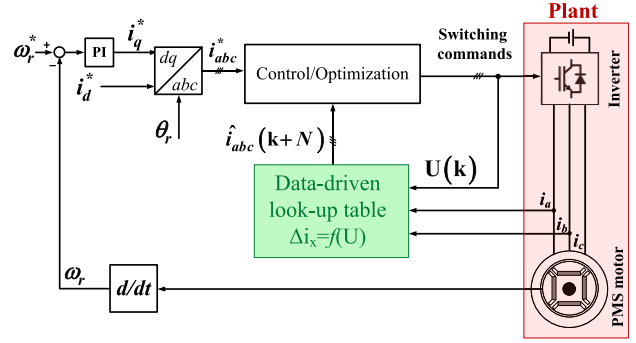 Plant
Switching
commands
ω*r + − PI i*q
i*d
dq
abc
i*abc
Control/Optimization
Inverter
θr
îabc(k+N)
U(k)
Data-driven
look-up table
Δix=f(U)
ia
ib
ic
ωr
d/dt
PMS motor